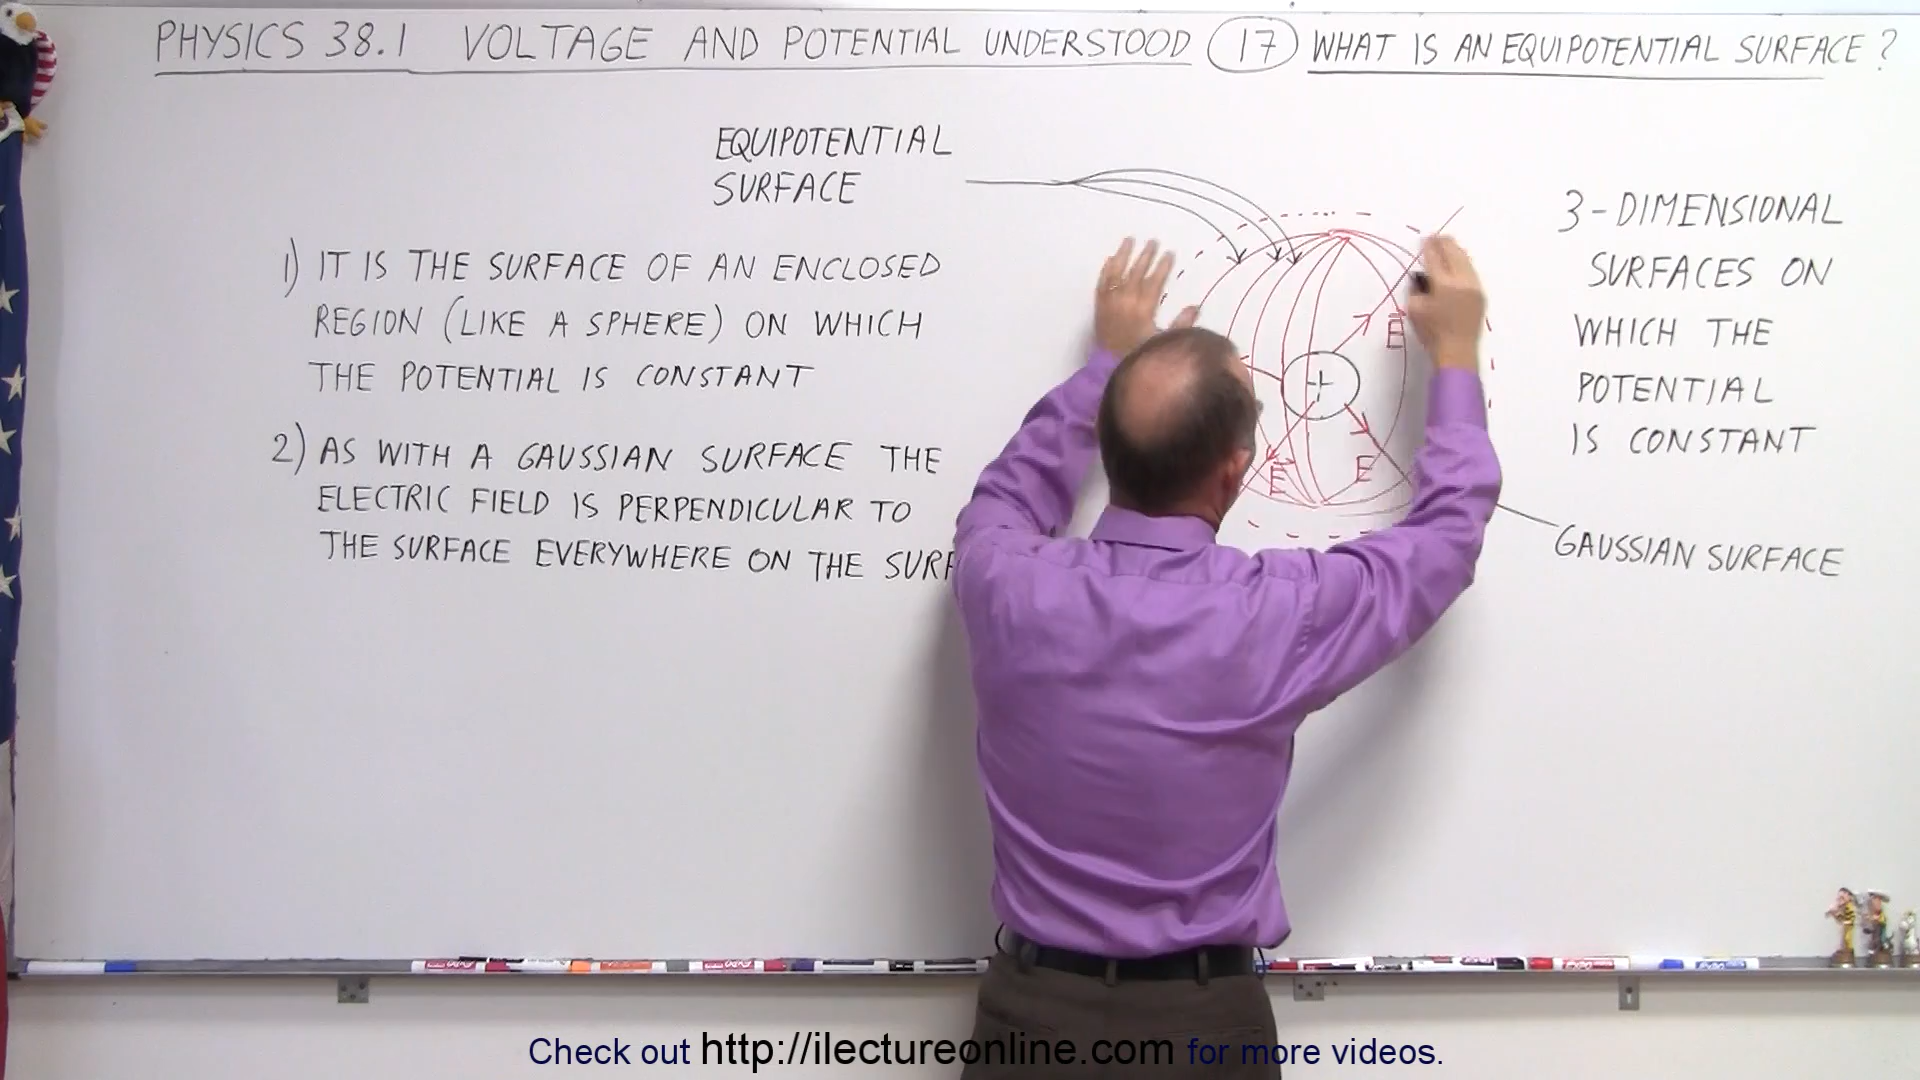 PHYSICS 38.1 VOLTAGE AND POTENTIAL UNDERSTOOD 17 WHAT IS AN EQUIPOTENTIAL SURFACE?
EQUIPOTENTIAL
SURFACE
1) IT IS THE SURFACE OF AN ENCLOSED
REGION (LIKE A SPHERE) ON WHICH
THE POTENTIAL IS CONSTANT
2) AS WITH A GAUSSIAN SURFACE THE
ELECTRIC FIELD IS PERPENDICULAR TO
THE SURFACE EVERYWHERE ON THE SURF
+
E
E
E
3-DIMENSIONAL
SURFACES ON
WHICH THE
POTENTIAL
IS CONSTANT
GAUSSIAN SURFACE
Check out http://ilectureonline.com for more videos.